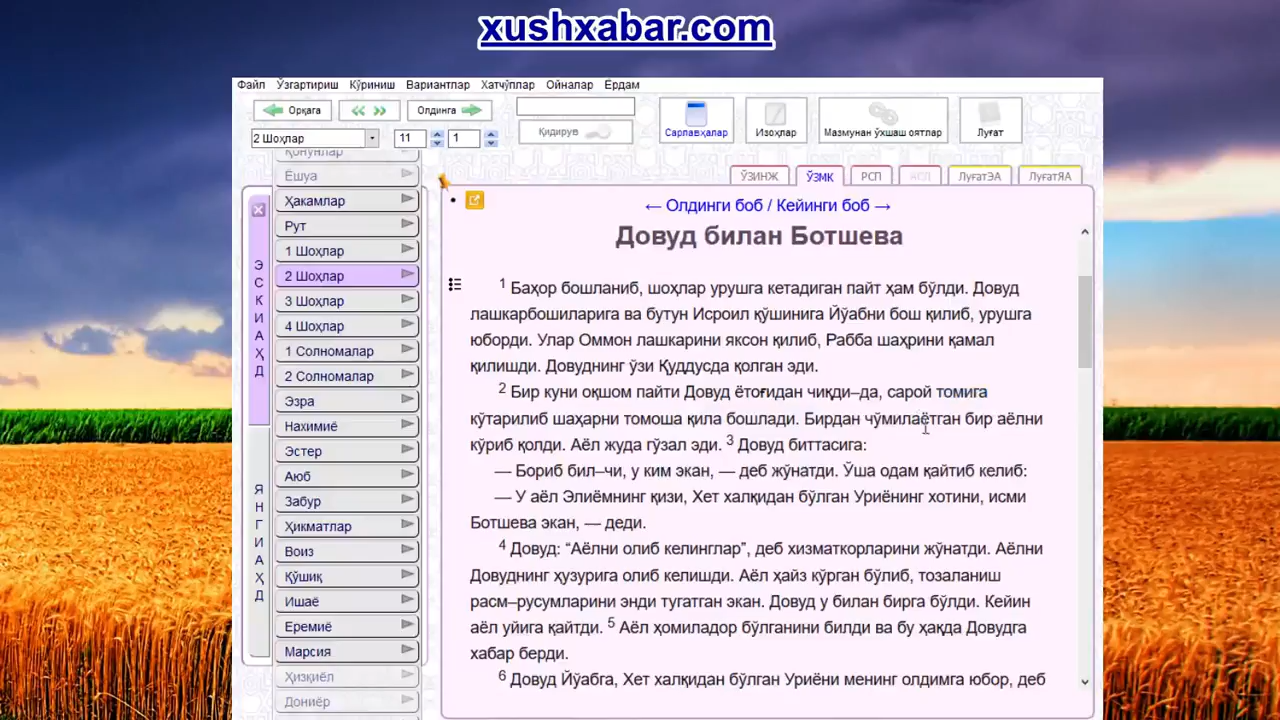 xushxabar.com
Файл Ўзгартириш Кўриниш Вариантлар Хатчўплар Ойналар Ёрдам
Орқага Олдинга
Қидирув
Сарлавҳалар Изоҳлар Мазмунан ўхшаш оятлар Луғат
2 Шоҳлар 11 1
ЎЗИНЖ ЎЗМК РСП АСЛ ЛуғатЭА ЛуғатЯА
ЭСКИ АҲД
ЯНГИ АҲД
Қонунлар
Ёшуа
Ҳакамлар
Рут
1 Шоҳлар
2 Шоҳлар
3 Шоҳлар
4 Шоҳлар
1 Солномалар
2 Солномалар
Эзра
Нахимиё
Эстер
Аюб
Забур
Ҳикматлар
Воиз
Қўшиқ
Ишаё
Еремиё
Марсия
Ҳизқиёл
Дониёр
← Олдинги боб / Кейинги боб →
Довуд билан Ботшева
1 Баҳор бошланиб, шоҳлар урушга кетадиган пайт ҳам бўлди. Довуд
лашкарбошиларига ва бутун Исроил қўшинига Йўабни бош қилиб, урушга
юборди. Улар Оммон лашкарини яксон қилиб, Рабба шаҳрини қамал
қилишди. Довуднинг ўзи Қуддусда қолган эди.
2 Бир куни оқшом пайти Довуд ётоғидан чиқди–да, сарой томига
кўтарилиб шаҳарни томоша қила бошлади. Бирдан чўмилаётган бир аёлни
кўриб қолди. Аёл жуда гўзал эди. 3 Довуд биттасига:
— Бориб бил–чи, у ким экан, — деб жўнатди. Ўша одам қайтиб келиб:
— У аёл Элиёмнинг қизи, Хет халқидан бўлган Уриёнинг хотини, исми
Ботшева экан, — деди.
4 Довуд: “Аёлни олиб келинглар”, деб хизматкорларини жўнатди. Аёлни
Довуднинг ҳузурига олиб келишди. Аёл ҳайз кўрган бўлиб, тозаланиш
расм–русумларини энди тугатган экан. Довуд у билан бирга бўлди. Кейин
аёл уйига қайтди. 5 Аёл ҳомиладор бўлганини билди ва бу ҳақда Довудга
хабар берди.
6 Довуд Йўабга, Хет халқидан бўлган Уриёни менинг олдимга юбор, деб